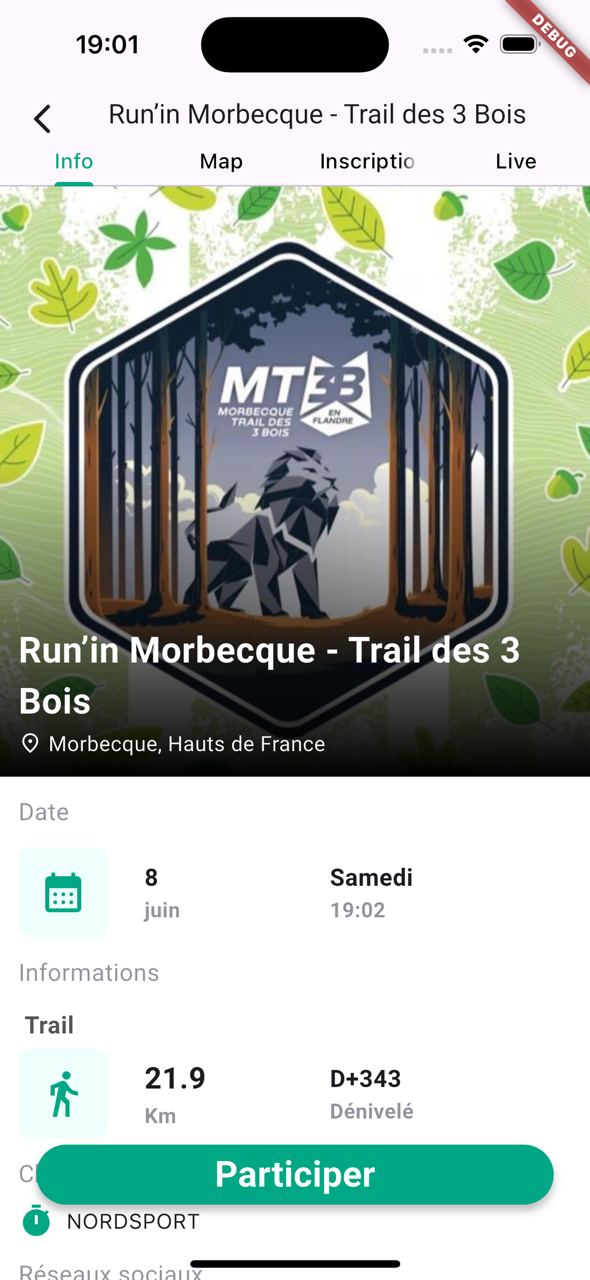 19:01
DEBUG
Run’in Morbecque - Trail des 3 Bois
Info Map Inscriptio Live
MT3B
MORBECQUE
TRAIL DES
3 BOIS
EN
FLANDRE
Run’in Morbecque - Trail des 3
Bois
Morbecque, Hauts de France
Date
8 Samedi
juin 19:02
Informations
Trail
21.9 D+343
Km Dénivelé
Participer
NORDSPORT
Réseaux sociaux